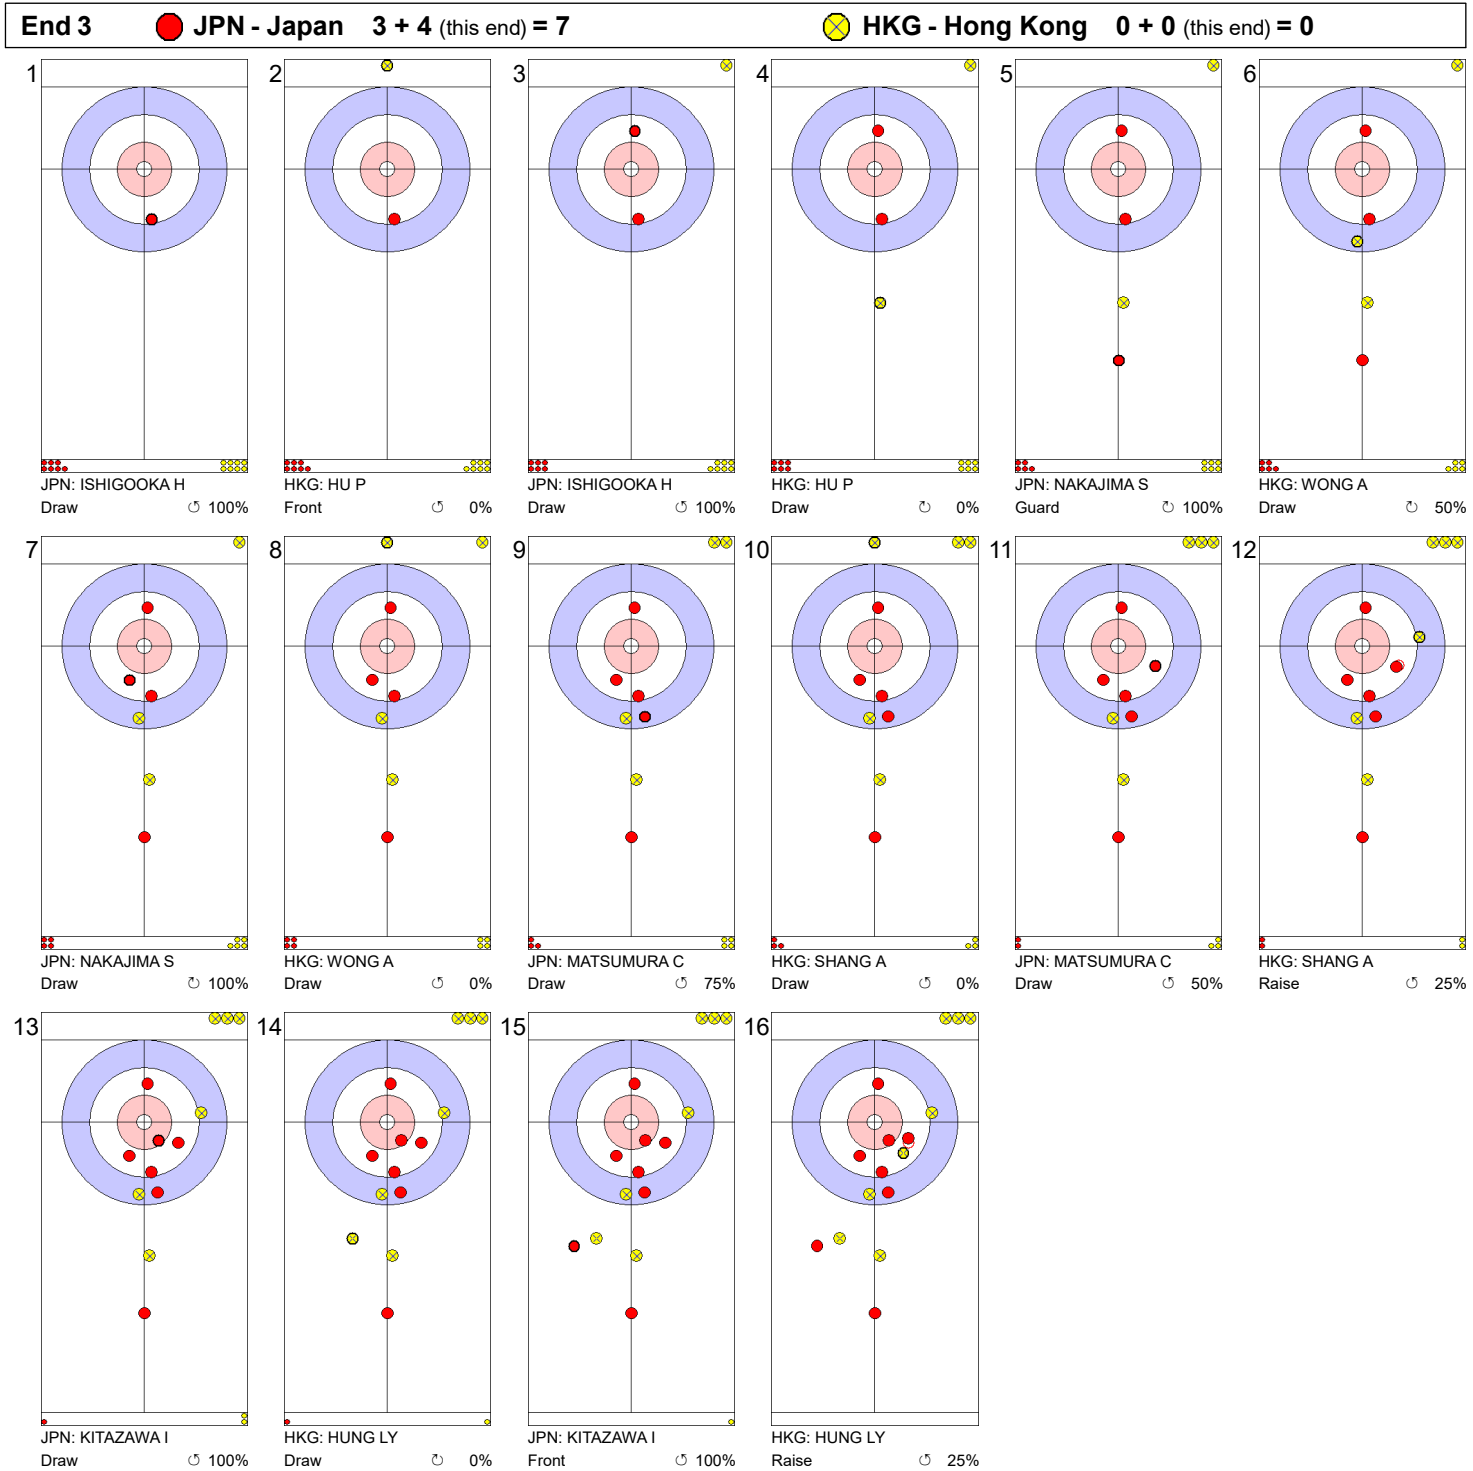 End 3 JPN - Japan 3 + 4 (this end) = 7 HKG - Hong Kong 0 + 0 (this end) = 0
1 2 3 4 5 6
JPN: ISHIGOOKA H HKG: HU P JPN: ISHIGOOKA H HKG: HU P JPN: NAKAJIMA S HKG: WONG A
Draw ↺ 100% Front ↺ 0% Draw ↺ 100% Draw ↻ 0% Guard ↻ 100% Draw ↻ 50%
7 8 9 10 11 12
JPN: NAKAJIMA S HKG: WONG A JPN: MATSUMURA C HKG: SHANG A JPN: MATSUMURA C HKG: SHANG A
Draw ↻ 100% Draw ↻ 0% Draw ↺ 75% Draw ↺ 0% Draw ↺ 50% Raise ↺ 25%
13 14 15 16
JPN: KITAZAWA I HKG: HUNG LY JPN: KITAZAWA I HKG: HUNG LY
Draw ↺ 100% Draw ↻ 0% Front ↺ 100% Raise ↺ 25%